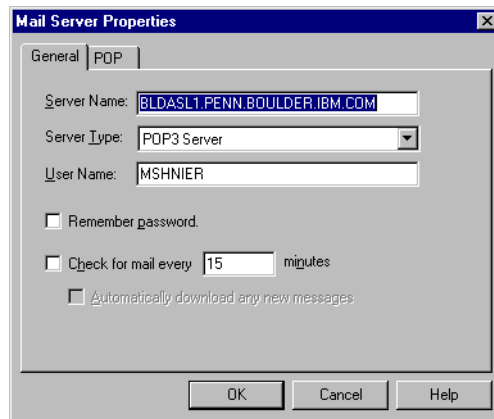 Mail Server Properties
General POP
Server Name: BLDASL1.PENN.BOULDER.IBM.COM
Server Type: POP3 Server
User Name: MSHNIER
Remember password.
Check for mail every 15 minutes
Automatically download any new messages
OK Cancel Help